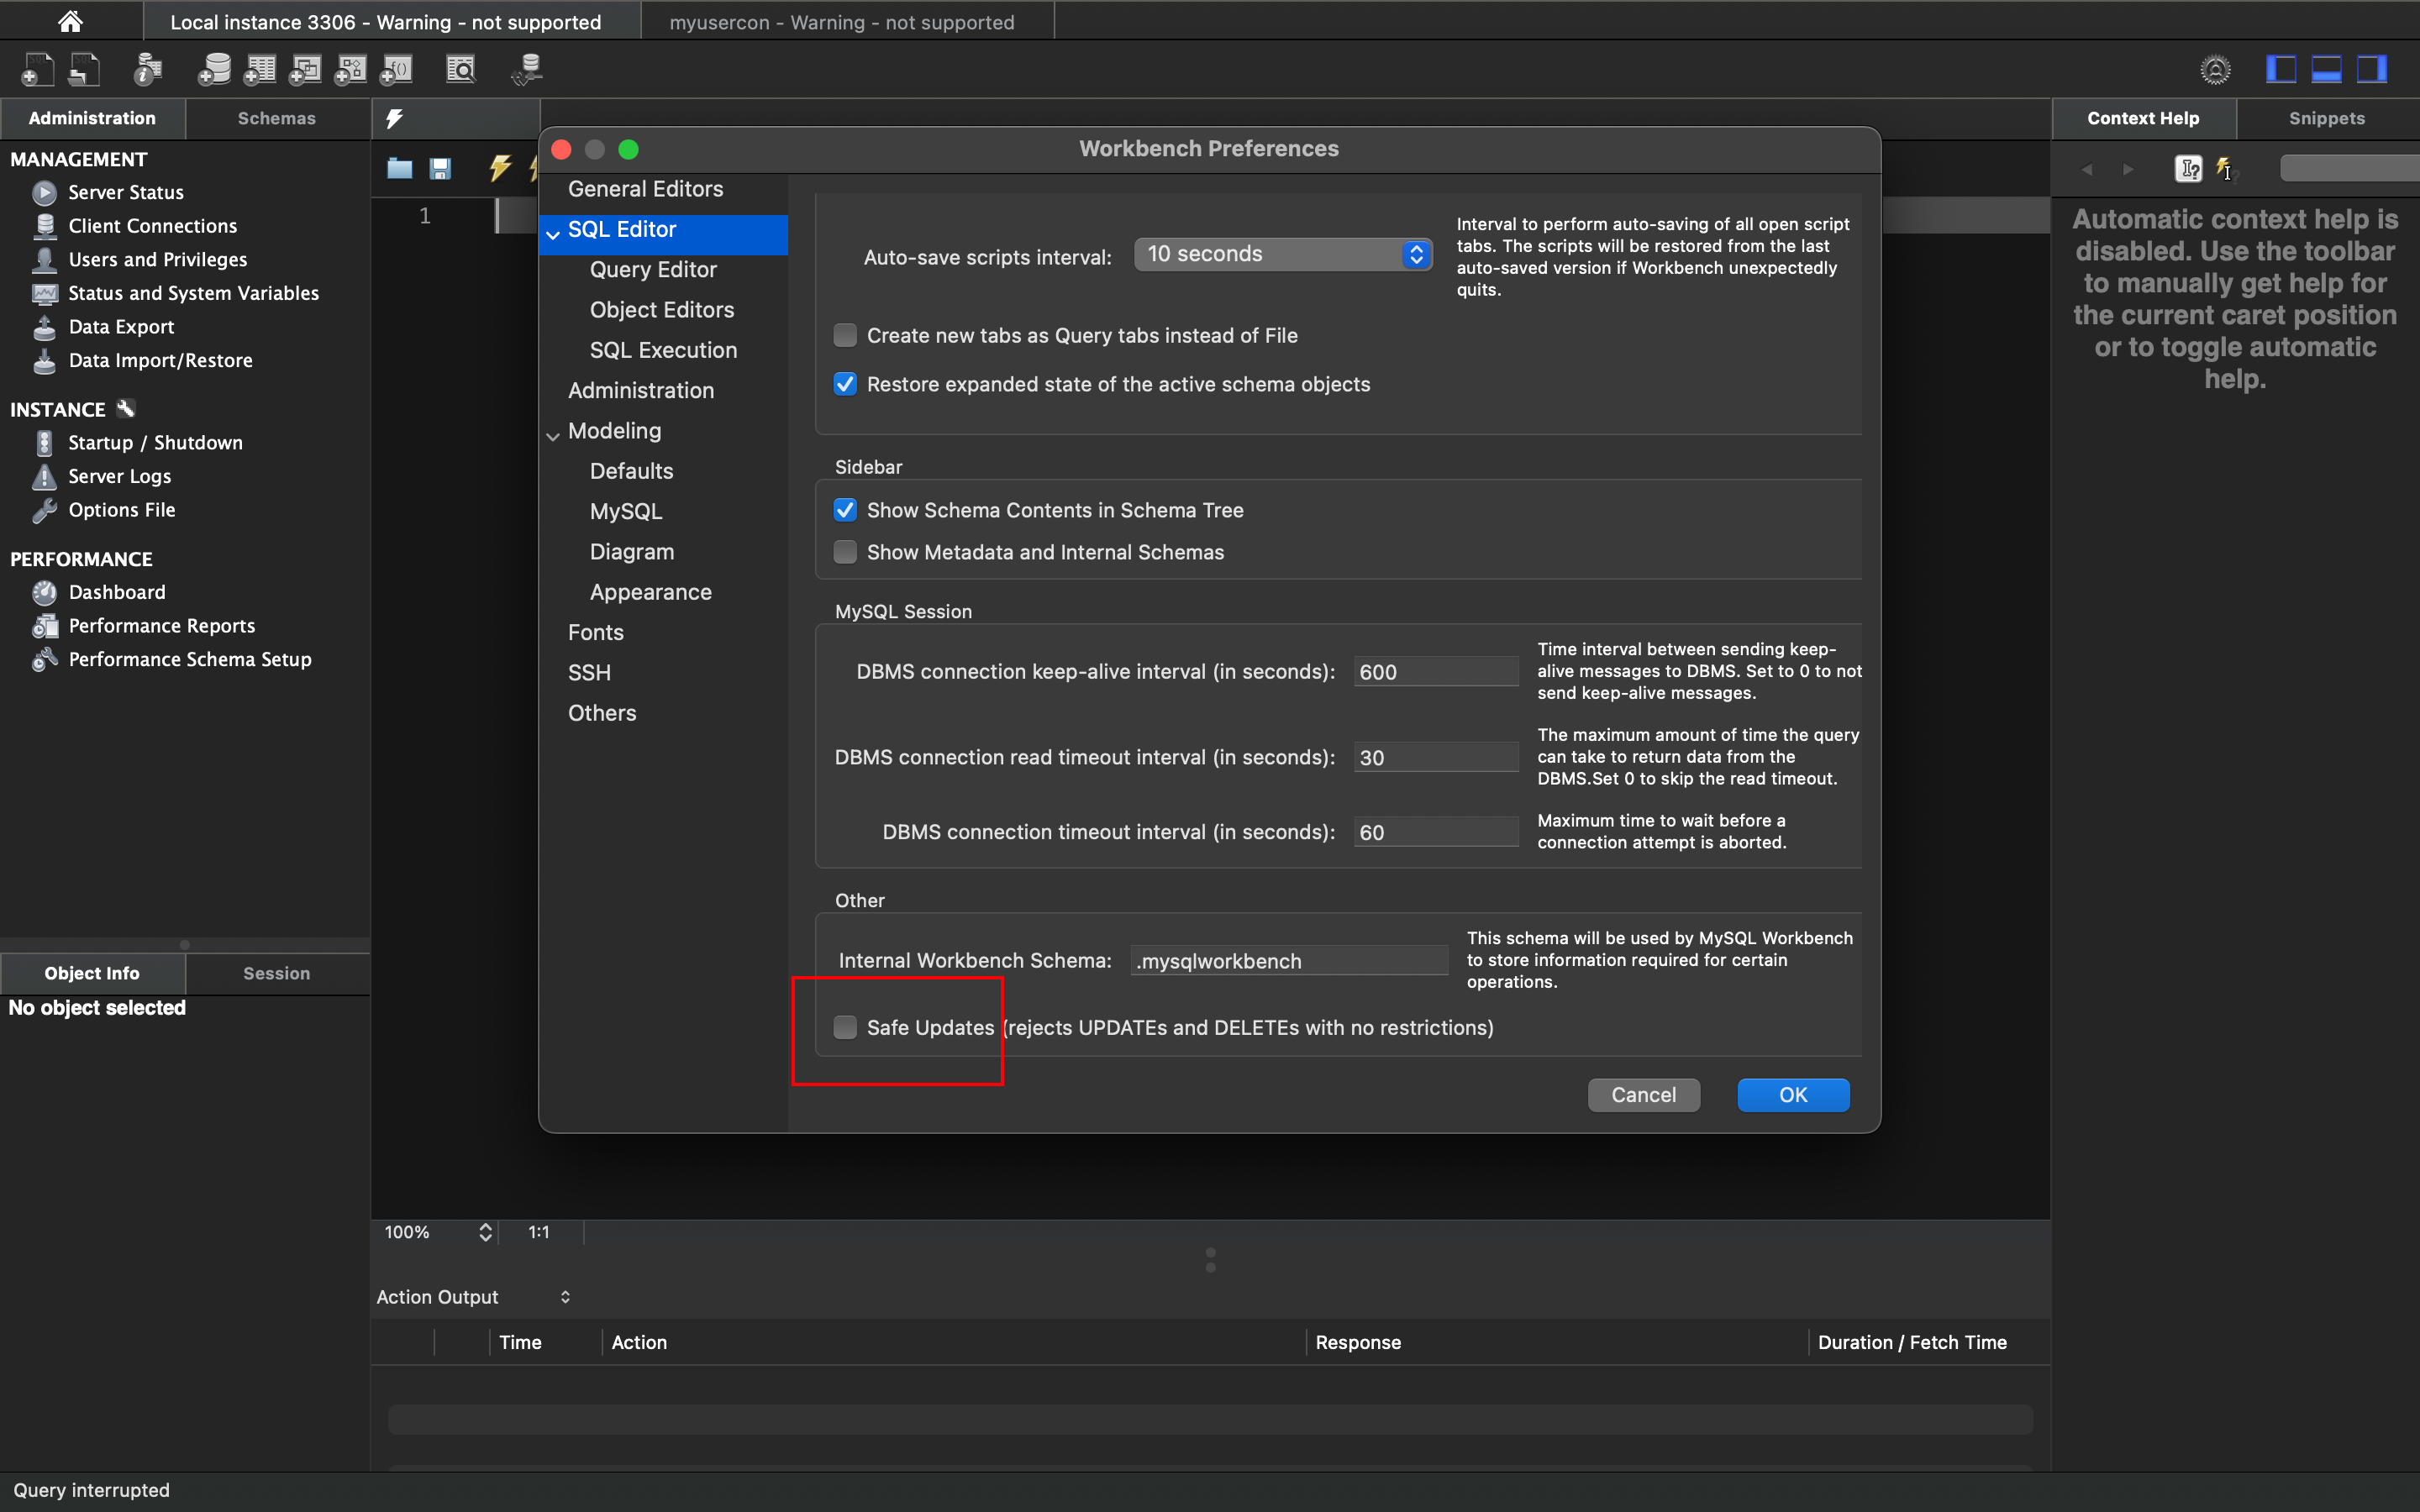 Local instance 3306 - Warning - not supported
myusercon - Warning - not supported
Administration
Schemas
MANAGEMENT
Server Status
Client Connections
Users and Privileges
Status and System Variables
Data Export
Data Import/Restore
INSTANCE
Startup / Shutdown
Server Logs
Options File
PERFORMANCE
Dashboard
Performance Reports
Performance Schema Setup
Object Info
Session
No object selected
1
Workbench Preferences
General Editors
SQL Editor
Query Editor
Object Editors
SQL Execution
Administration
Modeling
Defaults
MySQL
Diagram
Appearance
Fonts
SSH
Others
Auto-save scripts interval:
10 seconds
Interval to perform auto-saving of all open script
tabs. The scripts will be restored from the last
auto-saved version if Workbench unexpectedly
quits.
Create new tabs as Query tabs instead of File
Restore expanded state of the active schema objects
Sidebar
Show Schema Contents in Schema Tree
Show Metadata and Internal Schemas
MySQL Session
DBMS connection keep-alive interval (in seconds):
600
Time interval between sending keep-
alive messages to DBMS. Set to 0 to not
send keep-alive messages.
DBMS connection read timeout interval (in seconds):
30
The maximum amount of time the query
can take to return data from the
DBMS.Set 0 to skip the read timeout.
DBMS connection timeout interval (in seconds):
60
Maximum time to wait before a
connection attempt is aborted.
Other
Internal Workbench Schema:
.mysqlworkbench
This schema will be used by MySQL Workbench
to store information required for certain
operations.
Safe Updates (rejects UPDATEs and DELETEs with no restrictions)
Cancel
OK
Context Help
Snippets
Automatic context help is
disabled. Use the toolbar
to manually get help for
the current caret position
or to toggle automatic
help.
100%
1:1
Action Output
Time
Action
Response
Duration / Fetch Time
Query interrupted